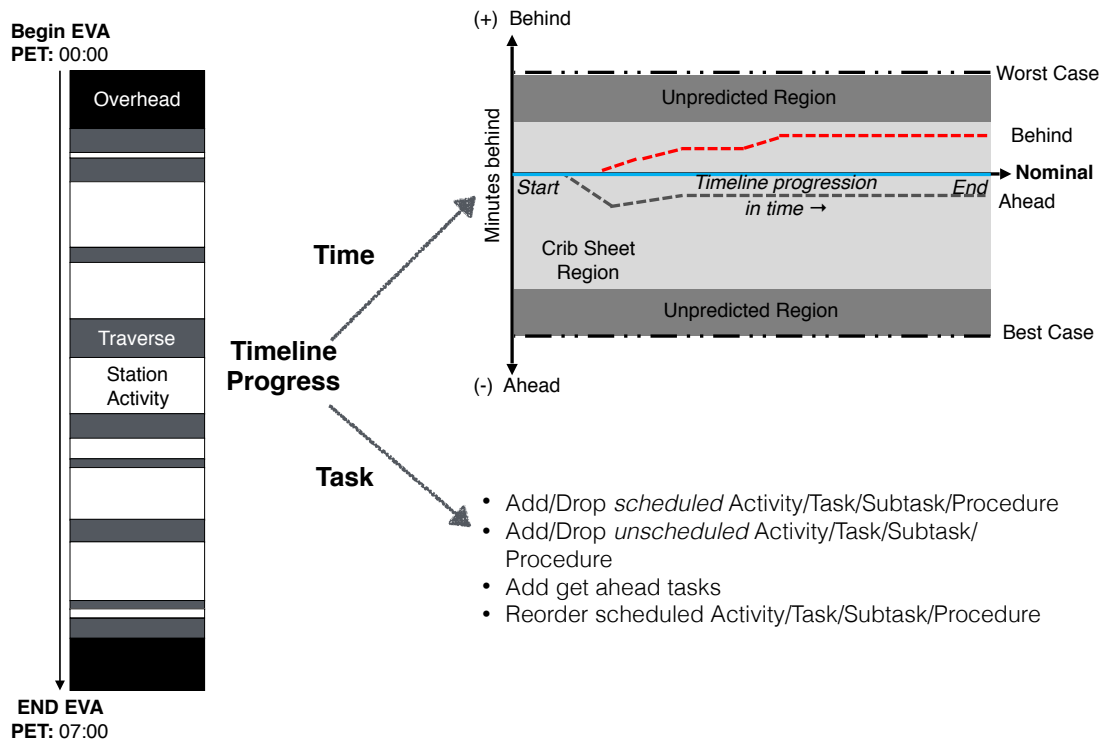 Begin EVA
PET: 00:00
Overhead
Traverse
Station
Activity
END EVA
PET: 07:00
Timeline
Progress
Time
Task
(+) Behind
Minutes behind
Worst Case
Unpredicted Region
Behind
Nominal
Start
Timeline progression
in time →
End
Ahead
Crib Sheet
Region
Unpredicted Region
Best Case
(-) Ahead
• Add/Drop scheduled Activity/Task/Subtask/Procedure
• Add/Drop unscheduled Activity/Task/Subtask/
Procedure
• Add get ahead tasks
• Reorder scheduled Activity/Task/Subtask/Procedure